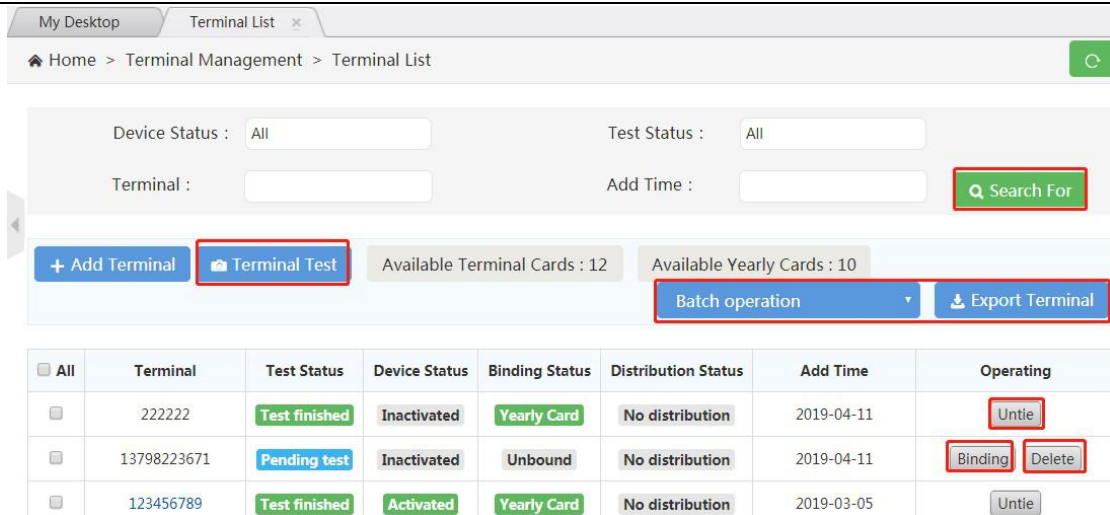 My Desktop Terminal List ×
Home > Terminal Management > Terminal List
Device Status : All Test Status : All
Terminal : Add Time : Search For
+ Add Terminal Terminal Test Available Terminal Cards : 12 Available Yearly Cards : 10
Batch operation Export Terminal
All Terminal Test Status Device Status Binding Status Distribution Status Add Time Operating
222222 Test finished Inactivated Yearly Card No distribution 2019-04-11 Untie
13798223671 Pending test Inactivated Unbound No distribution 2019-04-11 Binding Delete
123456789 Test finished Activated Yearly Card No distribution 2019-03-05 Untie